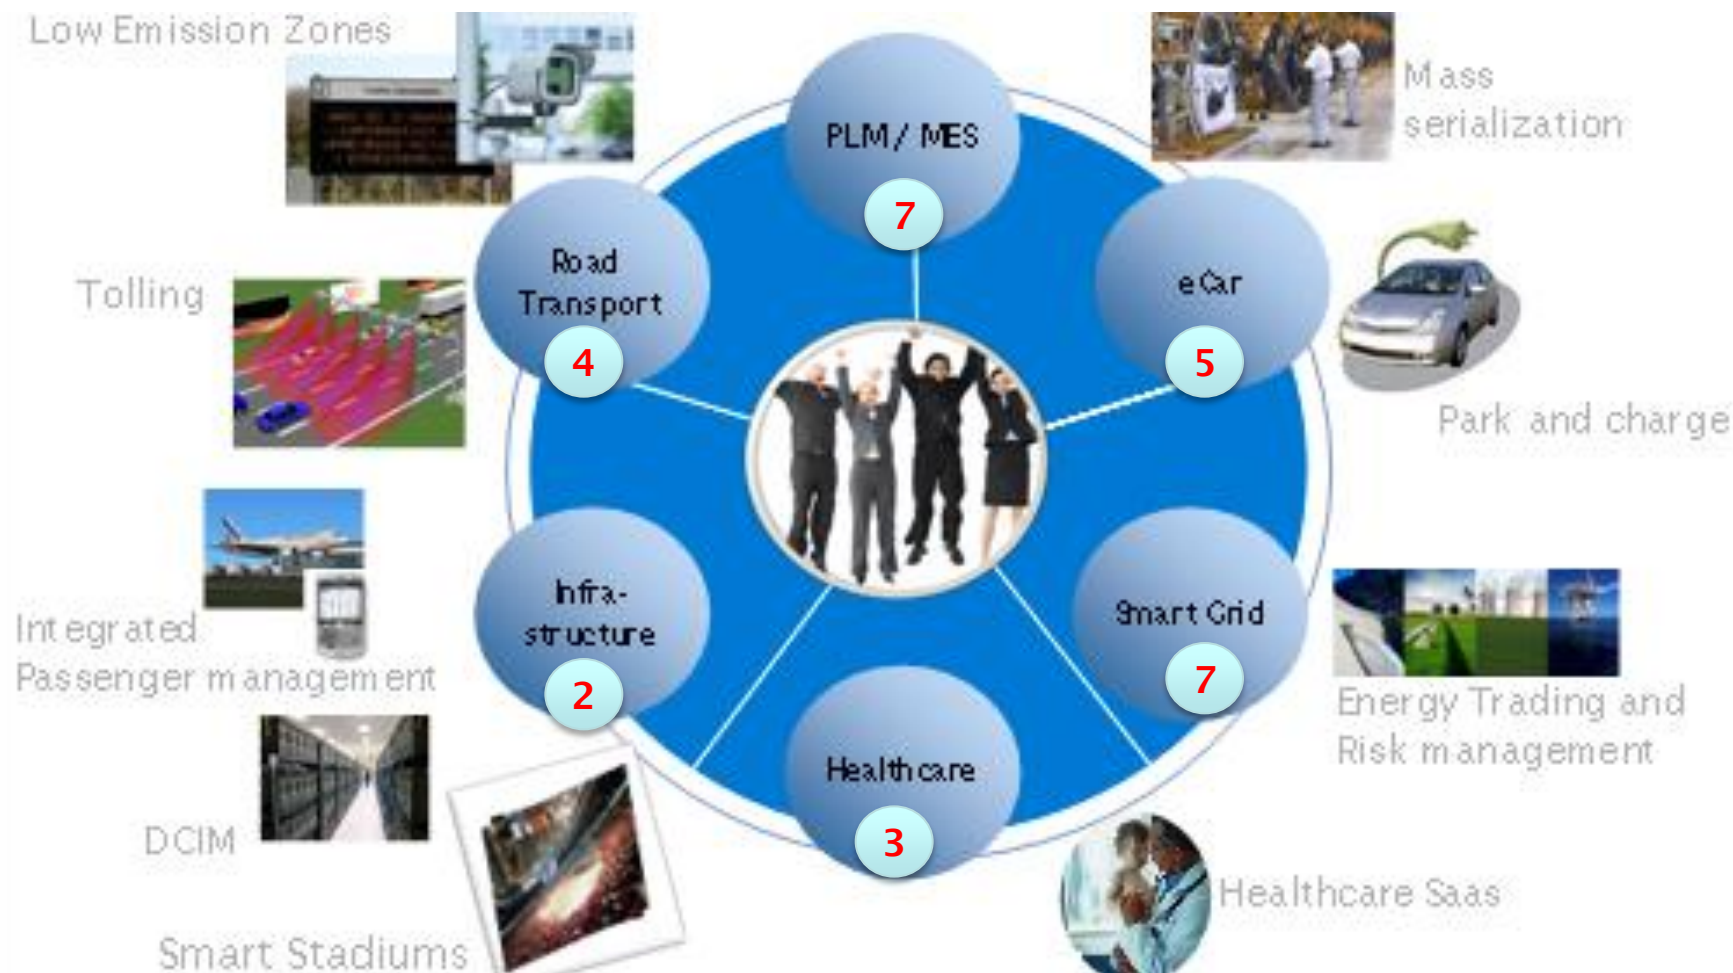 Low Emission Zones
PLM / MES
7
Mass
serialization
Road
Transport
4
eCar
5
Tolling
Park and charge
Infra-
structure
2
Smart Grid
7
Integrated
Passenger management
Energy Trading and
Risk management
Healthcare
3
DCIM
Healthcare Saas
Smart Stadiums